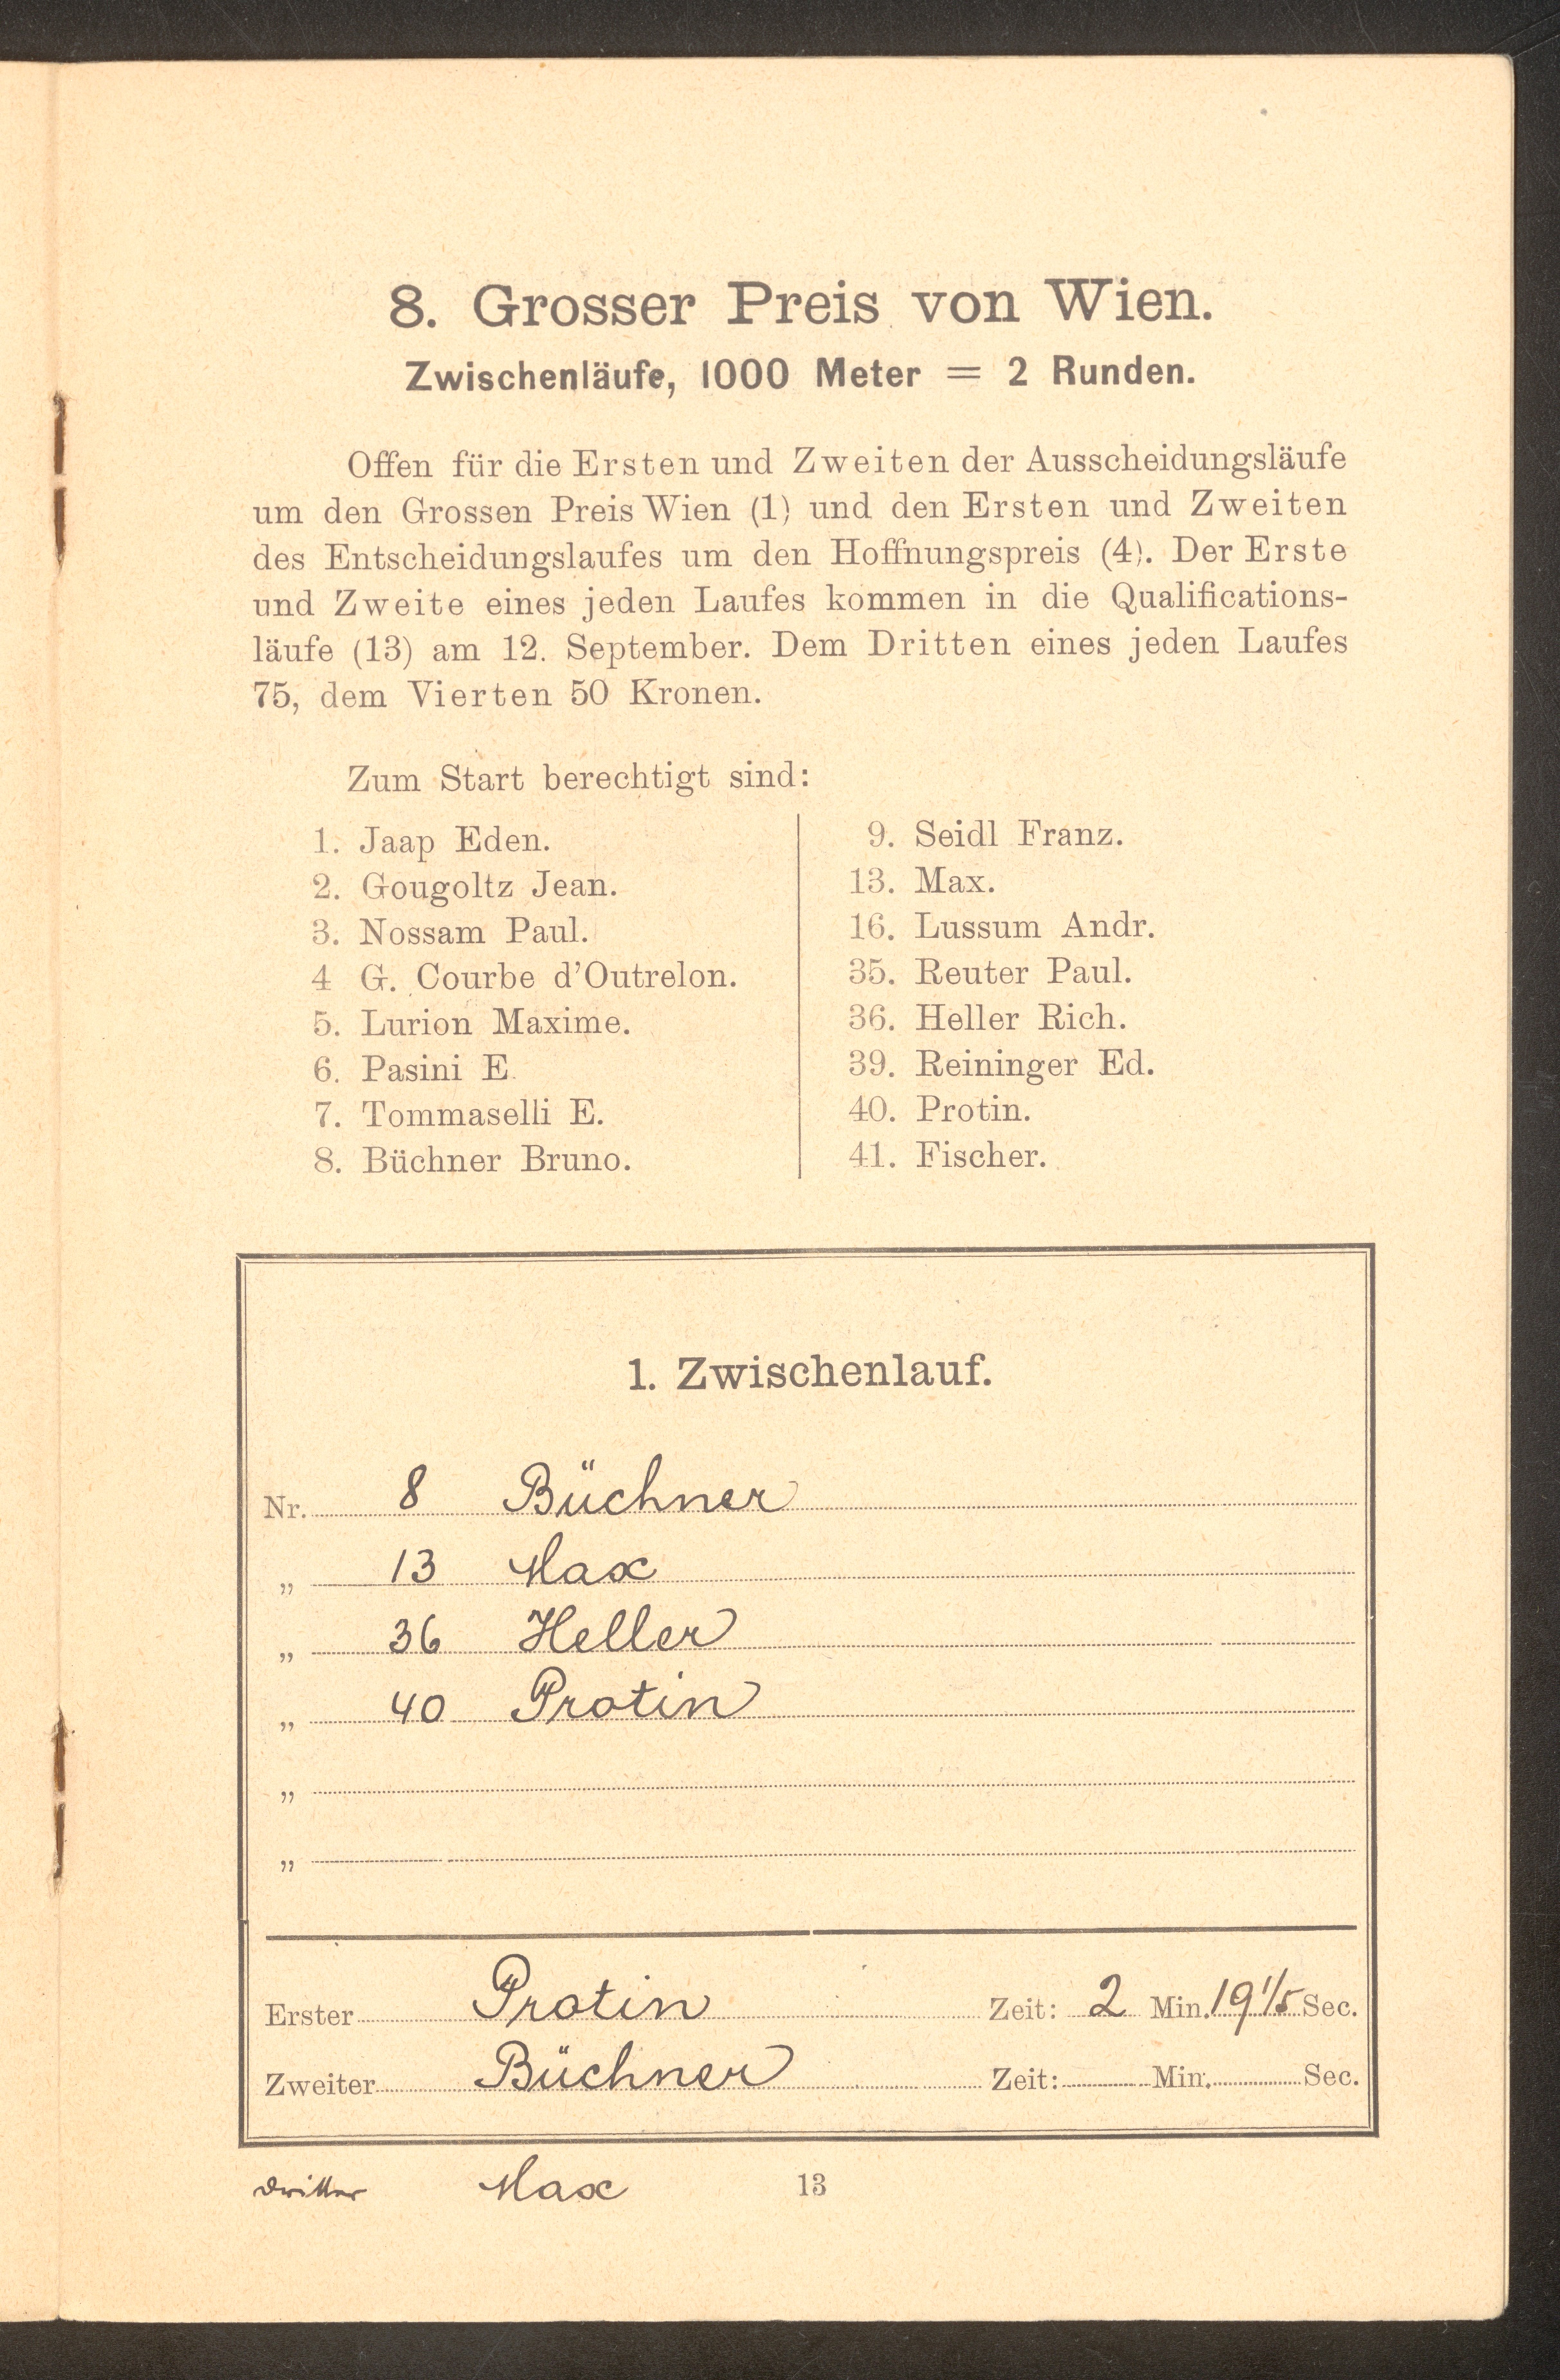 8. Grosser Preis von Wien.
Zwischenläufe, 1000 Meter = 2 Runden.
Offen für die Ersten und Zweiten der Ausscheidungsläufe
um den Grossen Preis Wien (1) und den Ersten und Zweiten
des Entscheidungslaufes um den Hoffnungspreis (4). Der Erste
und Zweite eines jeden Laufes kommen in die Qualifications-
läufe (13) am 12. September. Dem Dritten eines jeden Laufes
75, dem Vierten 50 Kronen.
Zum Start berechtigt sind:
1. Jaap Eden.
2. Gougoltz Jean.
3. Nossam Paul.
4 G. Courbe d'Outrelon.
5. Lurion Maxime.
6. Pasini E.
7. Tommaselli E.
8. Büchner Bruno.
9. Seidl Franz.
13. Max.
16. Lussum Andr.
35. Reuter Paul.
36. Heller Rich.
39. Reininger Ed.
40. Protin.
41. Fischer.
1. Zwischenlauf.
Nr. 8 Büchner
„ 13 Max
„ 36 Heller
„ 40 Protin
„
„
Erster Protin Zeit: 2 Min. 19 1/5 Sec.
Zweiter Büchner Zeit: Min. Sec.
Dritter Max 13